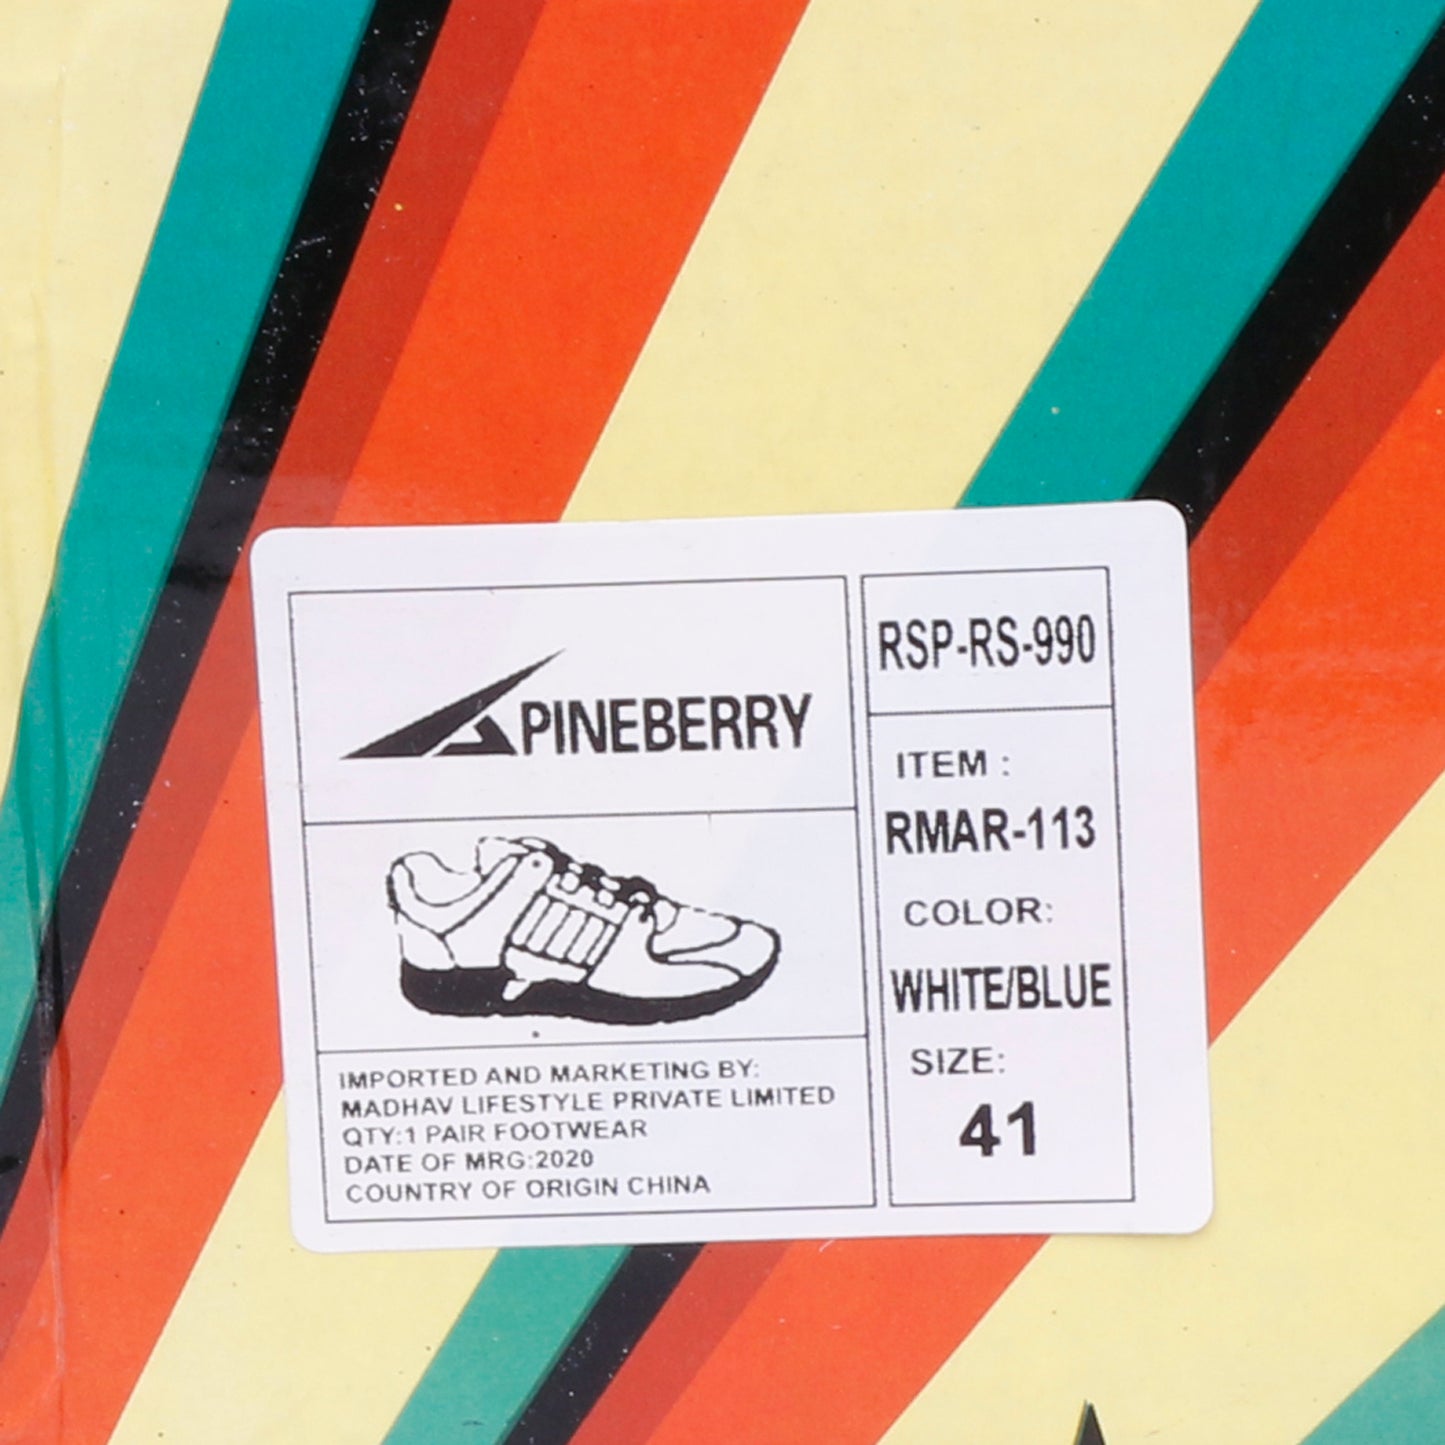 PINEBERRY
IMPORTED AND MARKETING BY:
MADHAV LIFESTYLE PRIVATE LIMITED
QTY:1 PAIR FOOTWEAR
DATE OF MRG:2020
COUNTRY OF ORIGIN CHINA
RSP-RS-990
ITEM :
RMAR-113
COLOR:
WHITE/BLUE
SIZE:
41